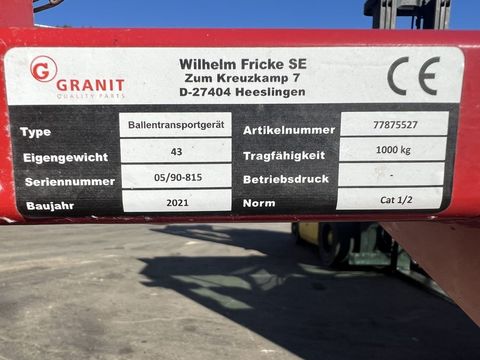 GRANIT
QUALITY PARTS
Wilhelm Fricke SE
Zum Kreuzkamp 7
D-27404 Heeslingen
CE
Type Ballentransportgerät Artikelnummer 77875527
Eigengewicht 43 Tragfähigkeit 1000 kg
Seriennummer 05/90-815 Betriebsdruck -
Baujahr 2021 Norm Cat 1/2